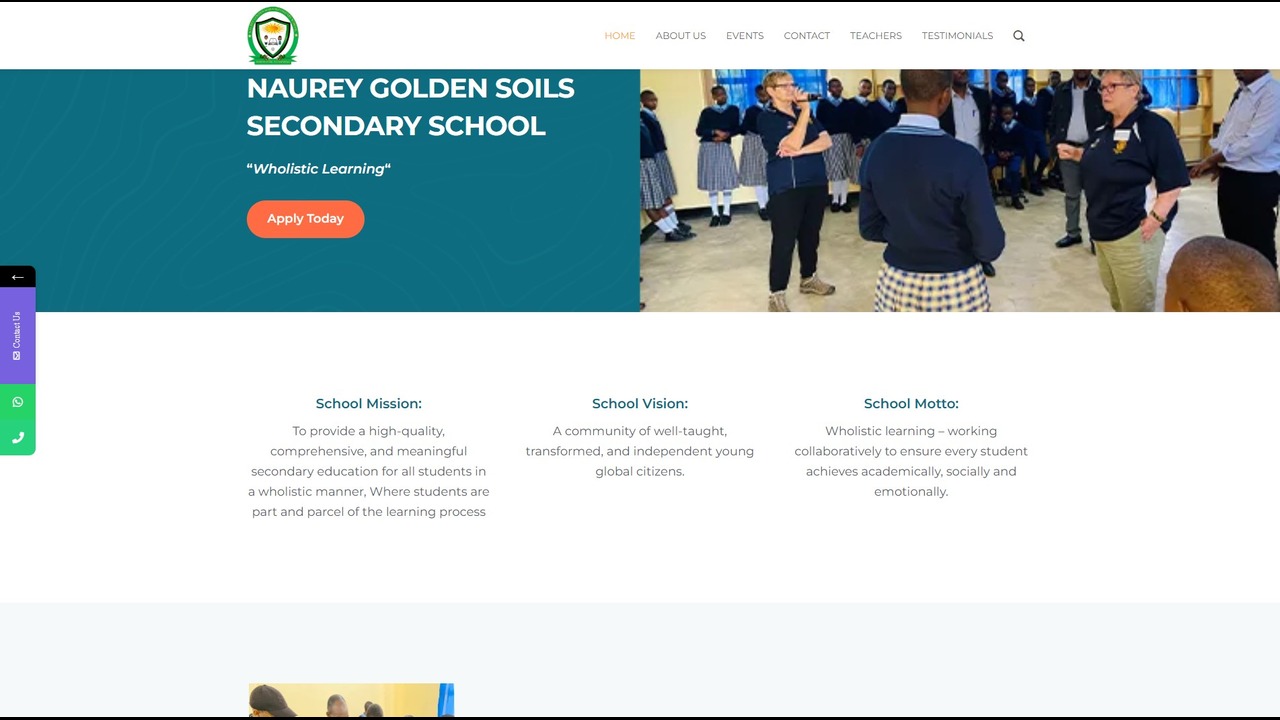 HOME ABOUT US EVENTS CONTACT TEACHERS TESTIMONIALS
NAUREY GOLDEN SOILS
SECONDARY SCHOOL
“Wholistic Learning“
Apply Today
←
Contact Us
School Mission:
To provide a high-quality,
comprehensive, and meaningful
secondary education for all students in
a wholistic manner, Where students are
part and parcel of the learning process
School Vision:
A community of well-taught,
transformed, and independent young
global citizens.
School Motto:
Wholistic learning – working
collaboratively to ensure every student
achieves academically, socially and
emotionally.